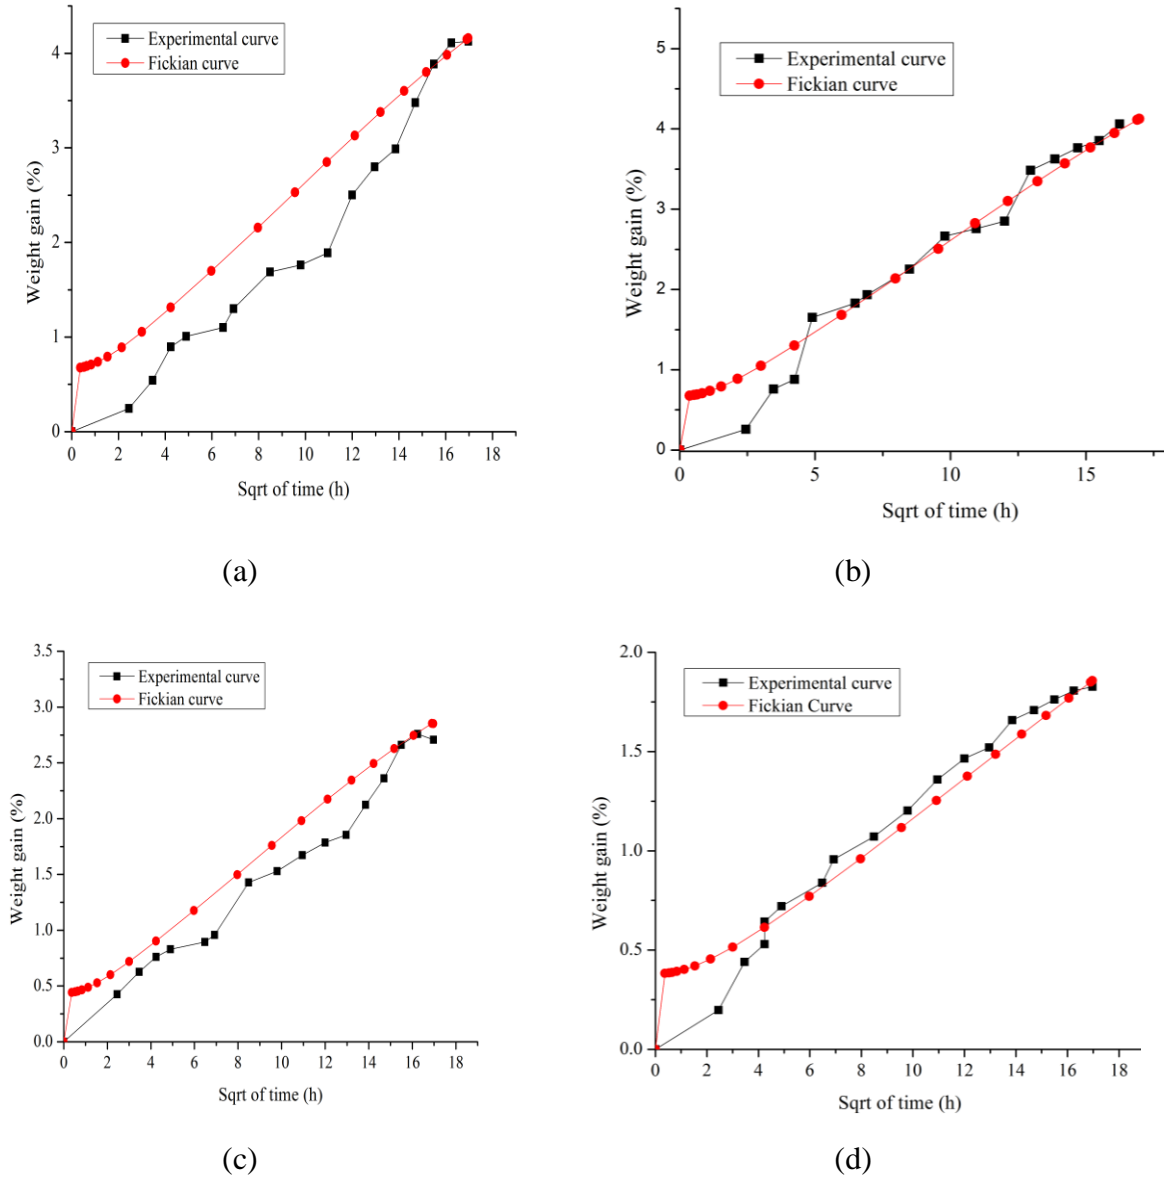 Experimental curve
Fickian curve
Weight gain (%)
4
3
2
1
0
0 2 4 6 8 10 12 14 16 18
Sqrt of time (h)
(a)
Experimental curve
Fickian curve
Weight gain (%)
5
4
3
2
1
0
0 5 10 15
Sqrt of time (h)
(b)
Experimental curve
Fickian curve
Weight gain (%)
3.5
3.0
2.5
2.0
1.5
1.0
0.5
0.0
0 2 4 6 8 10 12 14 16 18
Sqrt of time (h)
(c)
Experimental curve
Fickian Curve
Weight gain (%)
2.0
1.5
1.0
0.5
0.0
0 2 4 6 8 10 12 14 16 18
Sqrt of time (h)
(d)